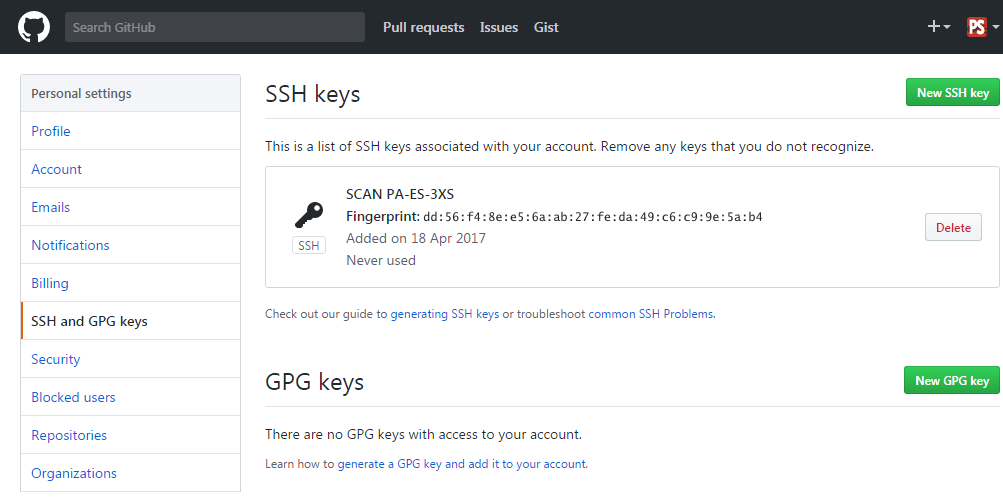 Search GitHub
Pull requests Issues Gist
PS
Personal settings
Profile
Account
Emails
Notifications
Billing
SSH and GPG keys
Security
Blocked users
Repositories
Organizations
SSH keys
New SSH key
This is a list of SSH keys associated with your account. Remove any keys that you do not recognize.
SSH
SCAN PA-ES-3XS
Fingerprint: dd:56:f4:8e:e5:6a:ab:27:fe:da:49:c6:c9:9e:5a:b4
Added on 18 Apr 2017
Never used
Delete
Check out our guide to generating SSH keys or troubleshoot common SSH Problems.
GPG keys
New GPG key
There are no GPG keys with access to your account.
Learn how to generate a GPG key and add it to your account.